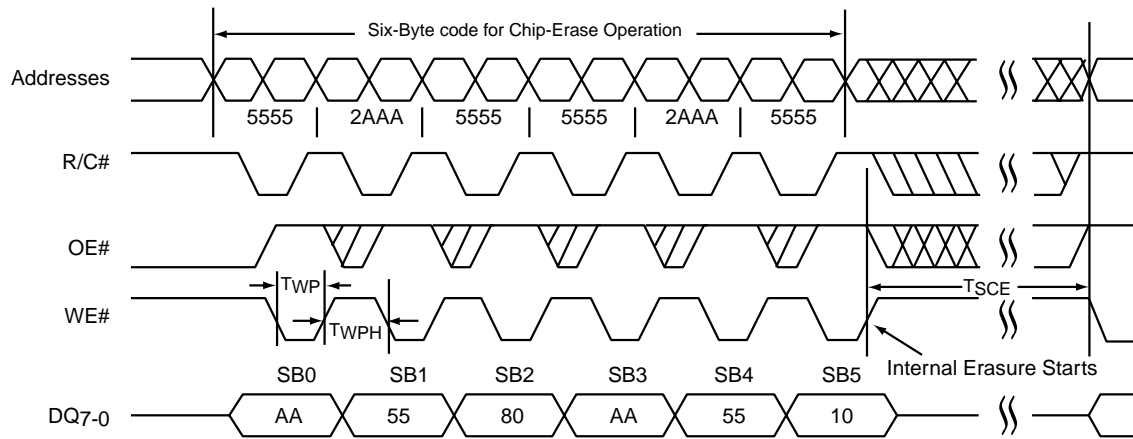 Six-Byte code for Chip-Erase Operation
Addresses
5555 2AAA 5555 5555 2AAA 5555
R/C#
OE#
TWP
TSCE
WE#
TWPH
Internal Erasure Starts
SB0 SB1 SB2 SB3 SB4 SB5
DQ7-0
AA 55 80 AA 55 10